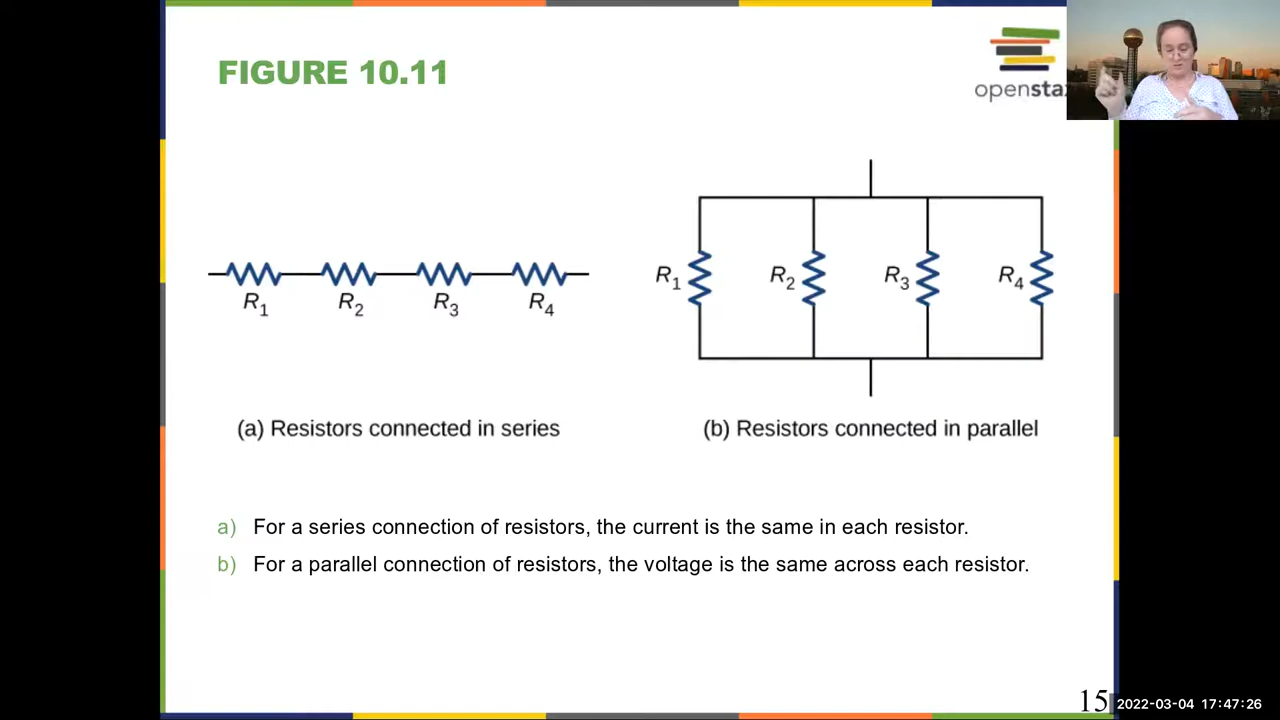 FIGURE 10.11
openstax
R1
R2
R3
R4
R1
R2
R3
R4
(a) Resistors connected in series
(b) Resistors connected in parallel
a) For a series connection of resistors, the current is the same in each resistor.
b) For a parallel connection of resistors, the voltage is the same across each resistor.
15
2022-03-04 17:47:26